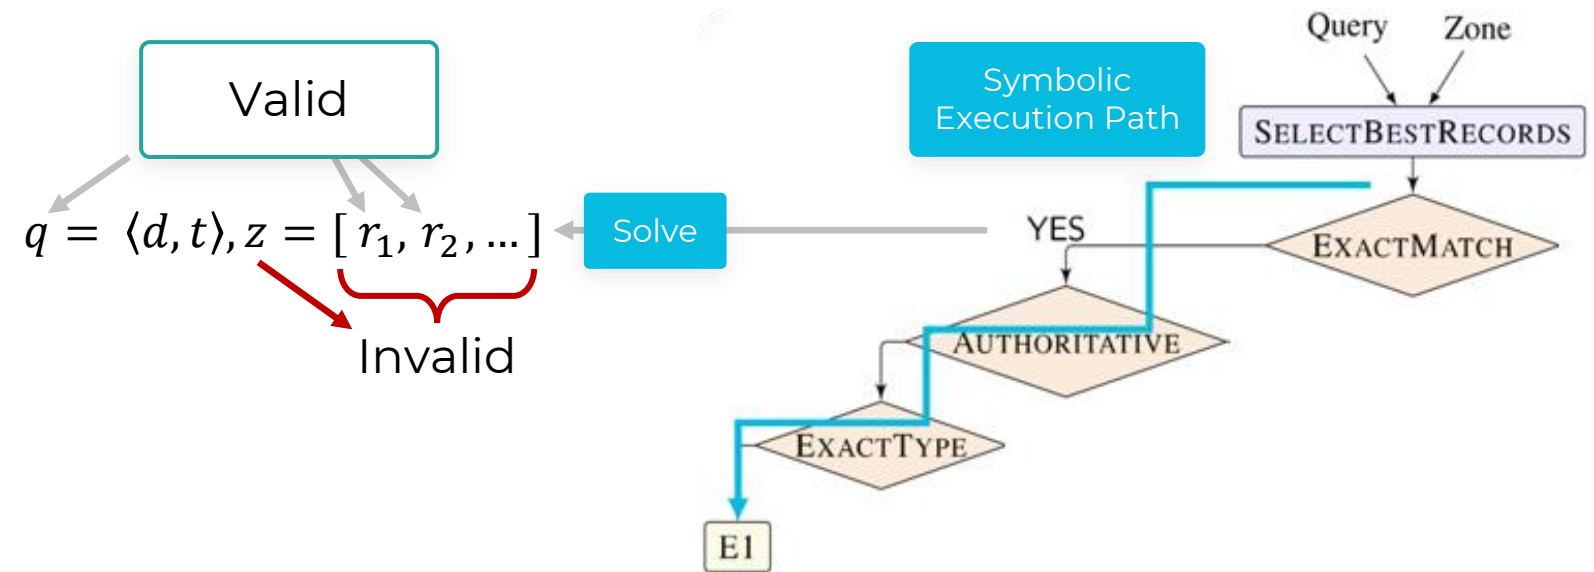 Valid
q = ⟨d, t⟩, z = [ r₁, r₂, … ]
Invalid
Solve
Symbolic
Execution Path
Query
Zone
SELECTBESTRECORDS
YES
EXACTMATCH
AUTHORITATIVE
EXACTTYPE
E1